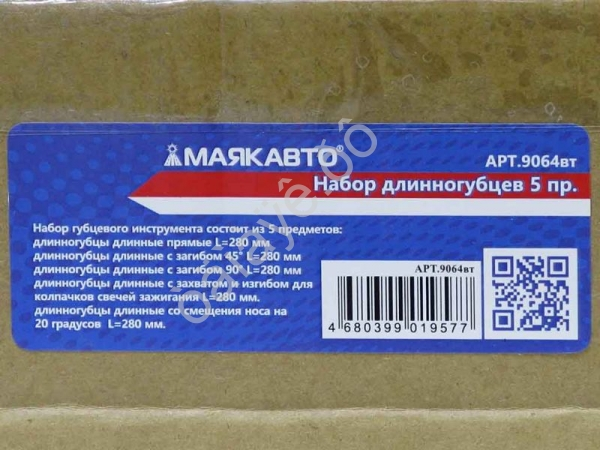 МАЯКАВТО®
АРТ.9064вт
Набор длинногубцев 5 пр.
Набор губцевого инструмента состоит из 5 предметов:
длинногубцы длинные прямые L=280 мм
длинногубцы длинные с загибом 45° L=280 мм
длинногубцы длинные с загибом 90° L=280 мм
длинногубцы длинные с захватом и изгибом для
колпачков свечей зажигания L=280 мм.
длинногубцы длинные со смещения носа на
20 градусов L=280 мм.
АРТ.9064вт
4 680399 019577